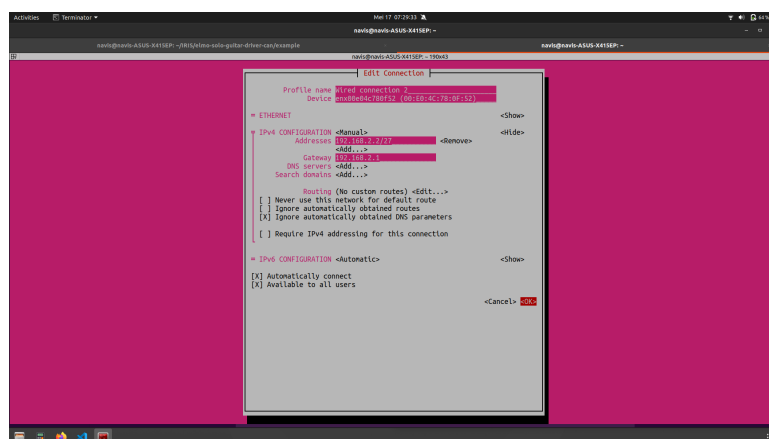 Activities Terminator Mei 17 07:29:33 64%
navis@navis-ASUS-X415EP: ~
navis@navis-ASUS-X415EP: ~/IRIS/elmo-solo-guitar-driver-can/example navis@navis-ASUS-X415EP: ~
navis@navis-ASUS-X415EP: ~ 190x43
Edit Connection
Profile name Wired connection 2
Device enx00e04c780f52 (00:E0:4C:78:0F:52)
= ETHERNET <Show>
IPv4 CONFIGURATION <Manual> <Hide>
Addresses 192.168.2.2/27 <Remove>
<Add...>
Gateway 192.168.2.1
DNS servers <Add...>
Search domains <Add...>
Routing (No custom routes) <Edit...>
[ ] Never use this network for default route
[ ] Ignore automatically obtained routes
[X] Ignore automatically obtained DNS parameters
[ ] Require IPv4 addressing for this connection
= IPv6 CONFIGURATION <Automatic> <Show>
[X] Automatically connect
[X] Available to all users
<Cancel> <OK>